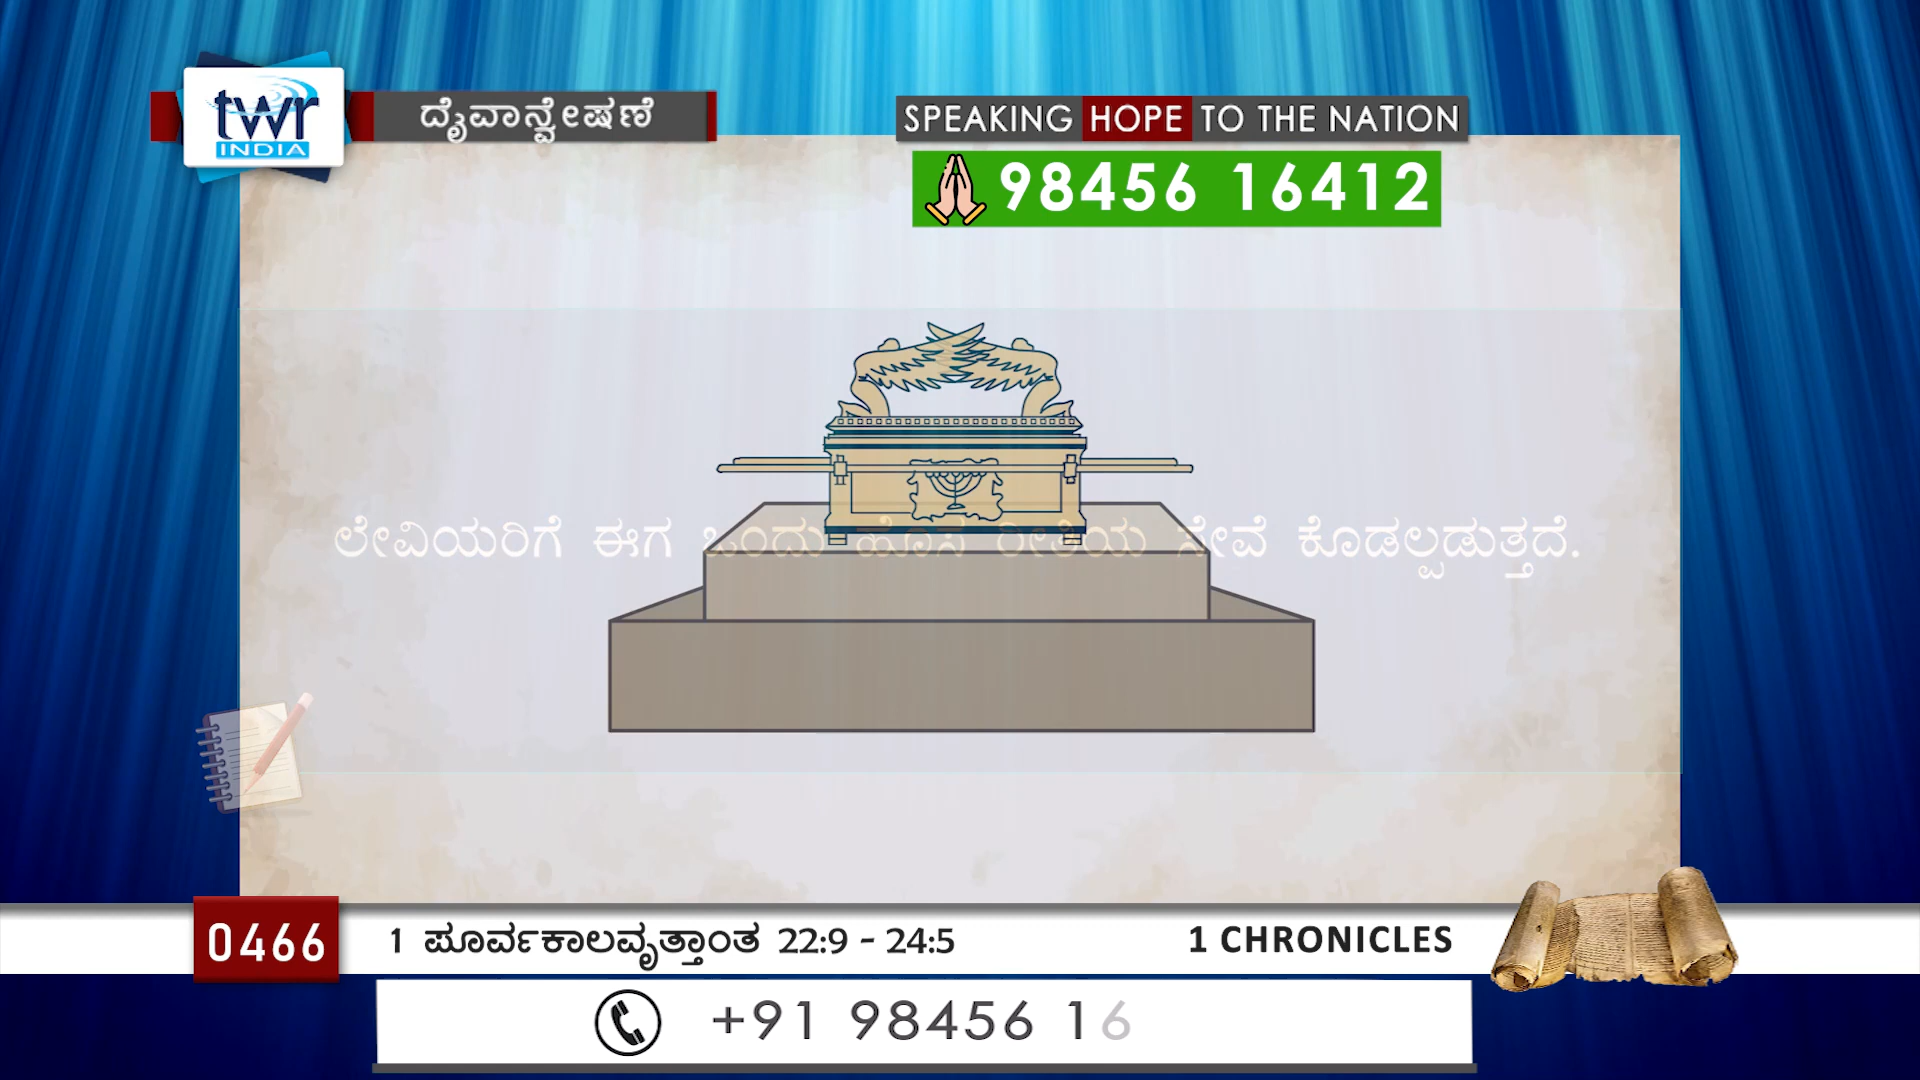 twr
INDIA
ದೈವಾನ್ವೇಷಣೆ
SPEAKING HOPE TO THE NATION
98456 16412
ಲೇವಿಯರಿಗೆ ಈಗ ಒಂದು ಹೊಸ ರೀತಿಯ ಸೇವೆ ಕೊಡಲ್ಪಡುತ್ತದೆ.
0466
1 ಪೂರ್ವಕಾಲವೃತ್ತಾಂತ 22:9 - 24:5
1 CHRONICLES
+91 98456 16